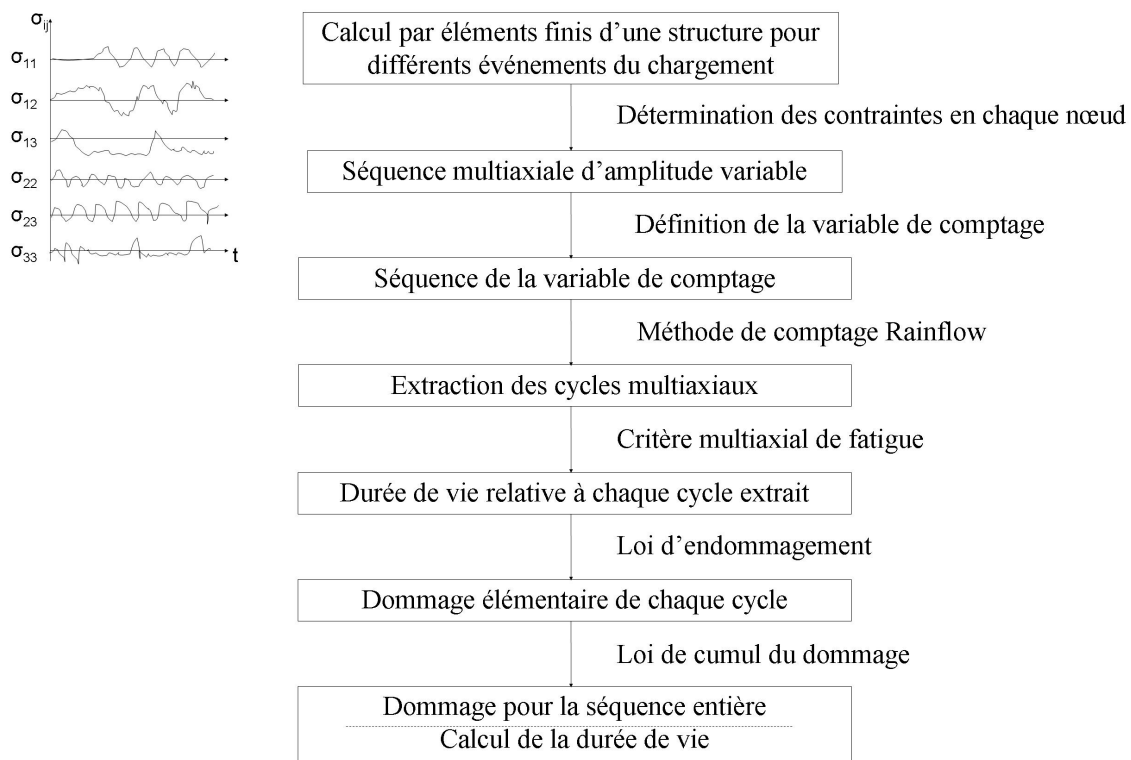 σij
σ11
σ12
σ13
σ22
σ23
σ33
t
Calcul par éléments finis d’une structure pour
différents événements du chargement
Détermination des contraintes en chaque nœud
Séquence multiaxiale d’amplitude variable
Définition de la variable de comptage
Séquence de la variable de comptage
Méthode de comptage Rainflow
Extraction des cycles multiaxiaux
Critère multiaxial de fatigue
Durée de vie relative à chaque cycle extrait
Loi d’endommagement
Dommage élémentaire de chaque cycle
Loi de cumul du dommage
Dommage pour la séquence entière
Calcul de la durée de vie